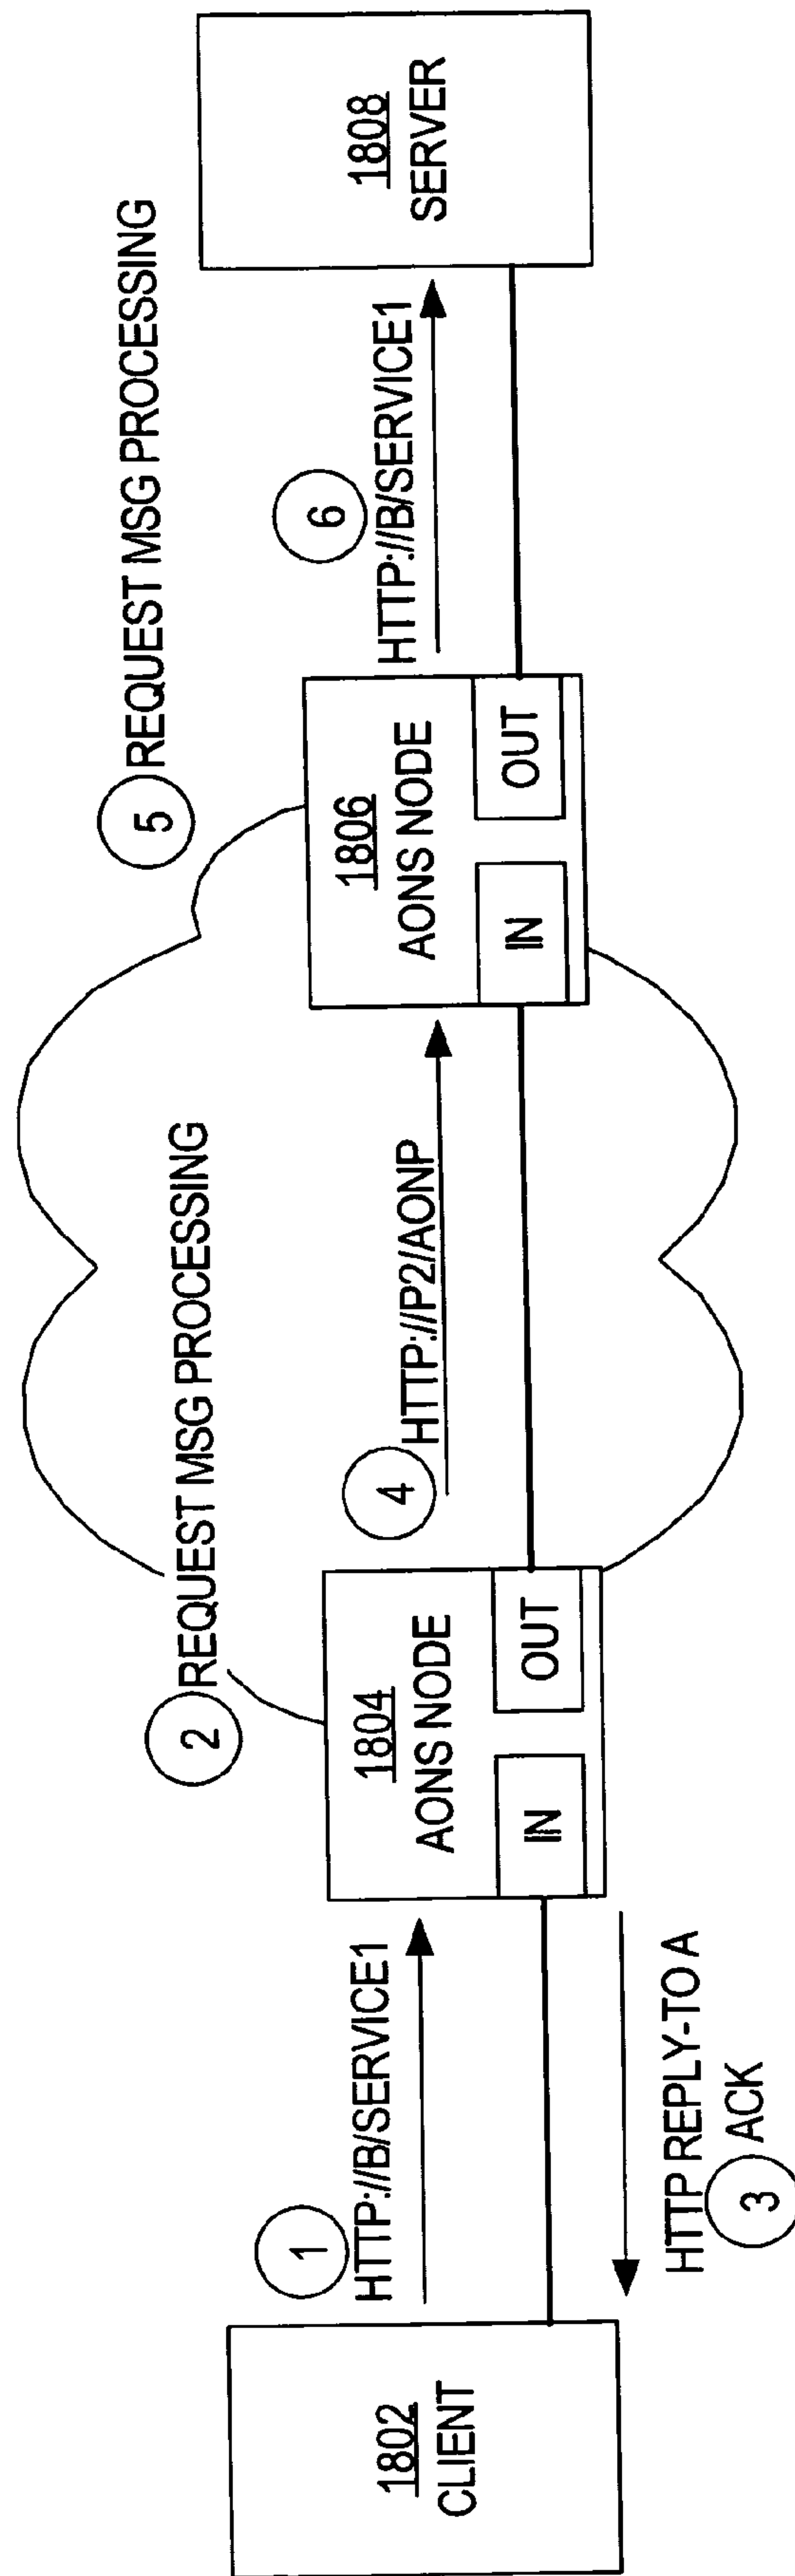 1802
CLIENT
1
HTTP://B/SERVICE1
HTTP REPLY-TO A
3 ACK
2 REQUEST MSG PROCESSING
1804
AONS NODE
IN
OUT
4
HTTP://P2/AONP
5 REQUEST MSG PROCESSING
1806
AONS NODE
IN
OUT
6
HTTP://B/SERVICE1
1808
SERVER